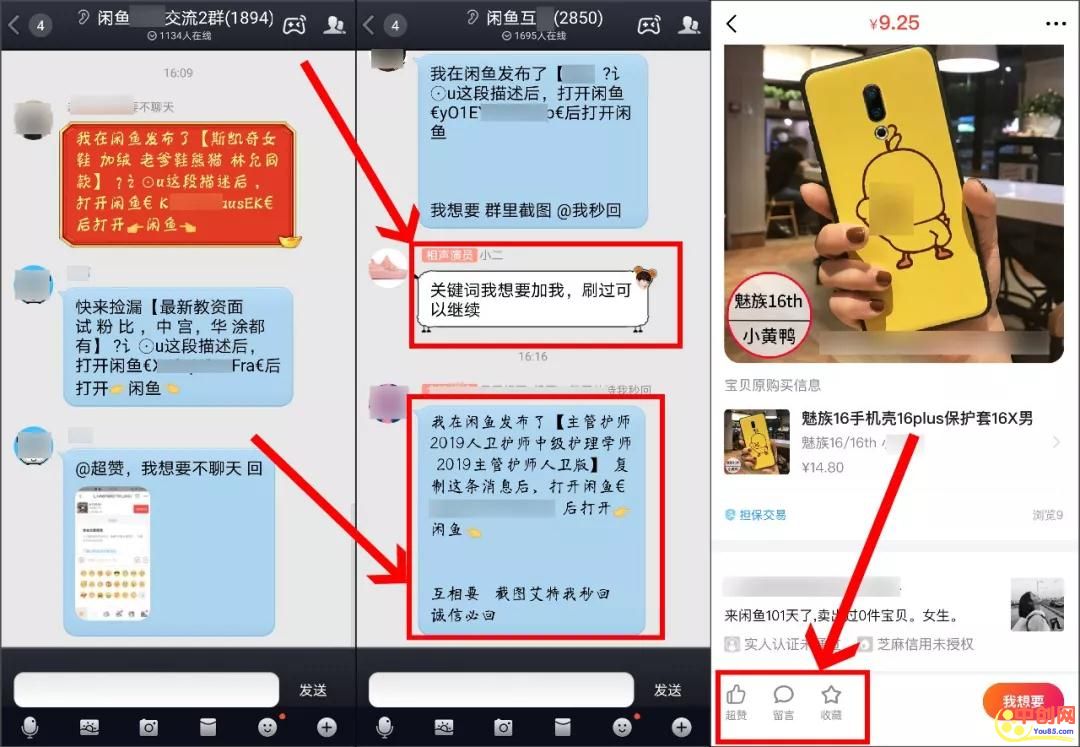 4
闲鱼
交流2群(1894)
1134人在线
16:09
要不聊天
我在闲鱼发布了【斯凯奇女
鞋 加绒 老爹鞋熊猫 林允同
款】 ?讠⊙u这段描述后，
打开闲鱼€ K
ausEK€
后打开👉闲鱼👈
快来捡漏【最新教资面
试 粉 比 ，中 宫，华 涂都
有】 ?讠⊙u这段描述后，
打开闲鱼€
Fra€后
打开👉 闲鱼 👈
@超赞，我想要不聊天 回
发送
4
闲鱼互
(2850)
1695人在线
我在闲鱼发布了【
?讠
⊙u这段描述后，打开闲鱼
€yO1E
€后打开闲
鱼
我想要 群里截图 @我秒回
相声演员 小二
关键词我想要加我，刷过可
以继续
16:16
我秒回
我在闲鱼发布了【主管护师
2019人卫护师中级护理学师
2019主管护师人卫版】 复
制这条消息后，打开闲鱼€
后打开👉
闲鱼👈
互相要 截图艾特我秒回
诚信必回
发送
¥9.25
魅族16th
小黄鸭
宝贝原购买信息
魅族16手机壳16plus保护套16X男
魅族16/16th 小
¥14.80
担保交易
浏览9
来闲鱼101天了,卖出过0件宝贝。女生。
实人认证未通过
芝麻信用未授权
超赞
留言
收藏
我想要
中创网
You85.com